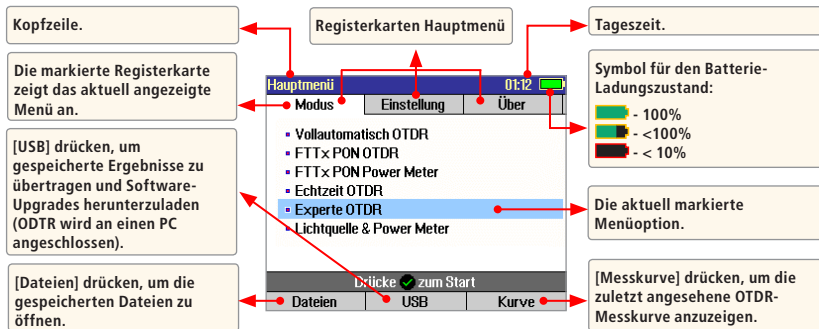 Kopfzeile.
Registerkarten Hauptmenü
Tageszeit.
Die markierte Registerkarte
zeigt das aktuell angezeigte
Menü an.
[USB] drücken, um
gespeicherte Ergebnisse zu
übertragen und Software-
Upgrades herunterzuladen
(ODTR wird an einen PC
angeschlossen).
[Dateien] drücken, um die
gespeicherten Dateien zu
öffnen.
Hauptmenü 01:12
Modus Einstellung Über
Vollautomatisch OTDR
FTTx PON OTDR
FTTx PON Power Meter
Echtzeit OTDR
Experte OTDR
Lichtquelle & Power Meter
Drücke zum Start
Dateien USB Kurve
Symbol für den Batterie-
Ladungszustand:
- 100%
- <100%
- < 10%
Die aktuell markierte
Menüoption.
[Messkurve] drücken, um die
zuletzt angesehene OTDR-
Messkurve anzuzeigen.